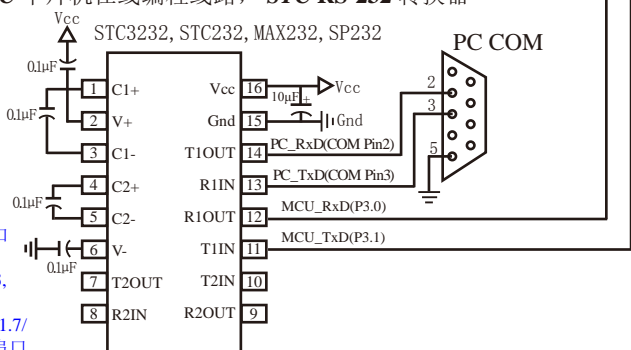 片机在线编程线路， STC RS-232 转换器
Vcc
STC3232, STC232, MAX232, SP232
PC COM
0.1μF
0.1μF
0.1μF
0.1μF
1 C1+
2 V+
3 C1-
4 C2+
5 C2-
6 V-
7 T2OUT
8 R2IN
Vcc 16
Gnd 15
T1OUT 14
R1IN 13
R1OUT 12
T1IN 11
T2IN 10
R2OUT 9
Vcc
10μF +
Gnd
PC_RxD(COM Pin2)
PC_TxD(COM Pin3)
MCU_RxD(P3.0)
MCU_TxD(P3.1)
2
3
5
口
1.7/